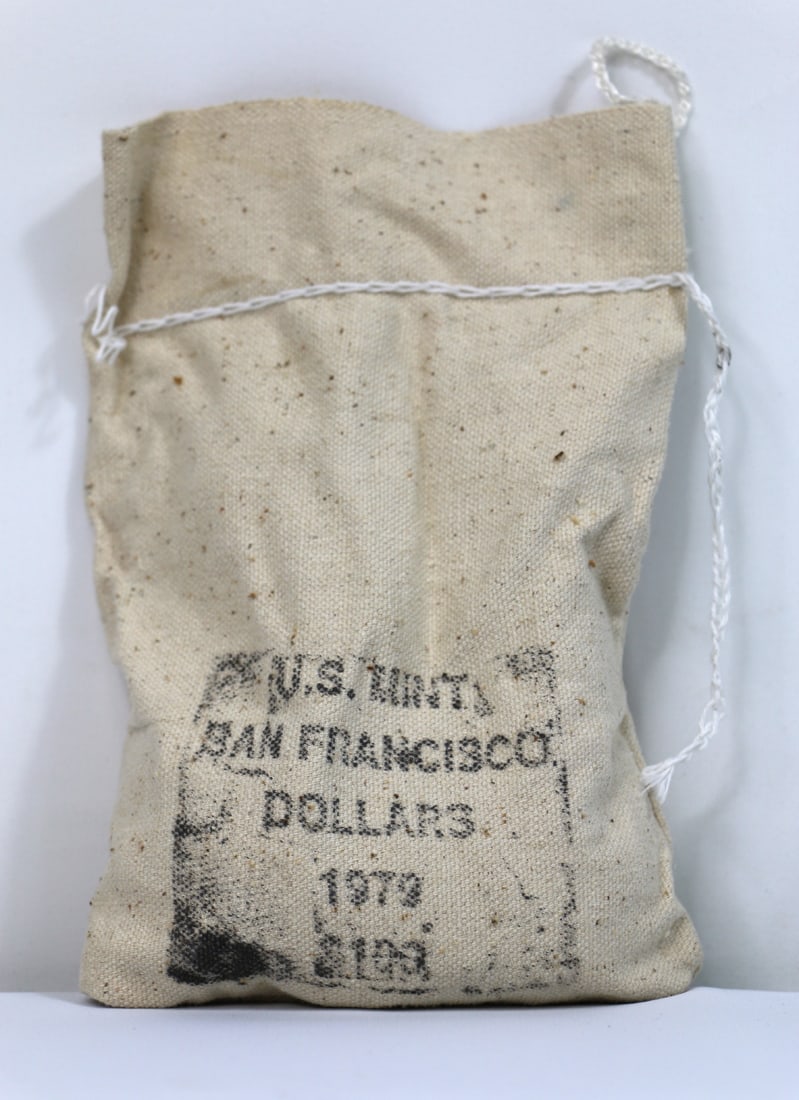 U.S. MINT
SAN FRANCISCO
DOLLARS
1979
$100